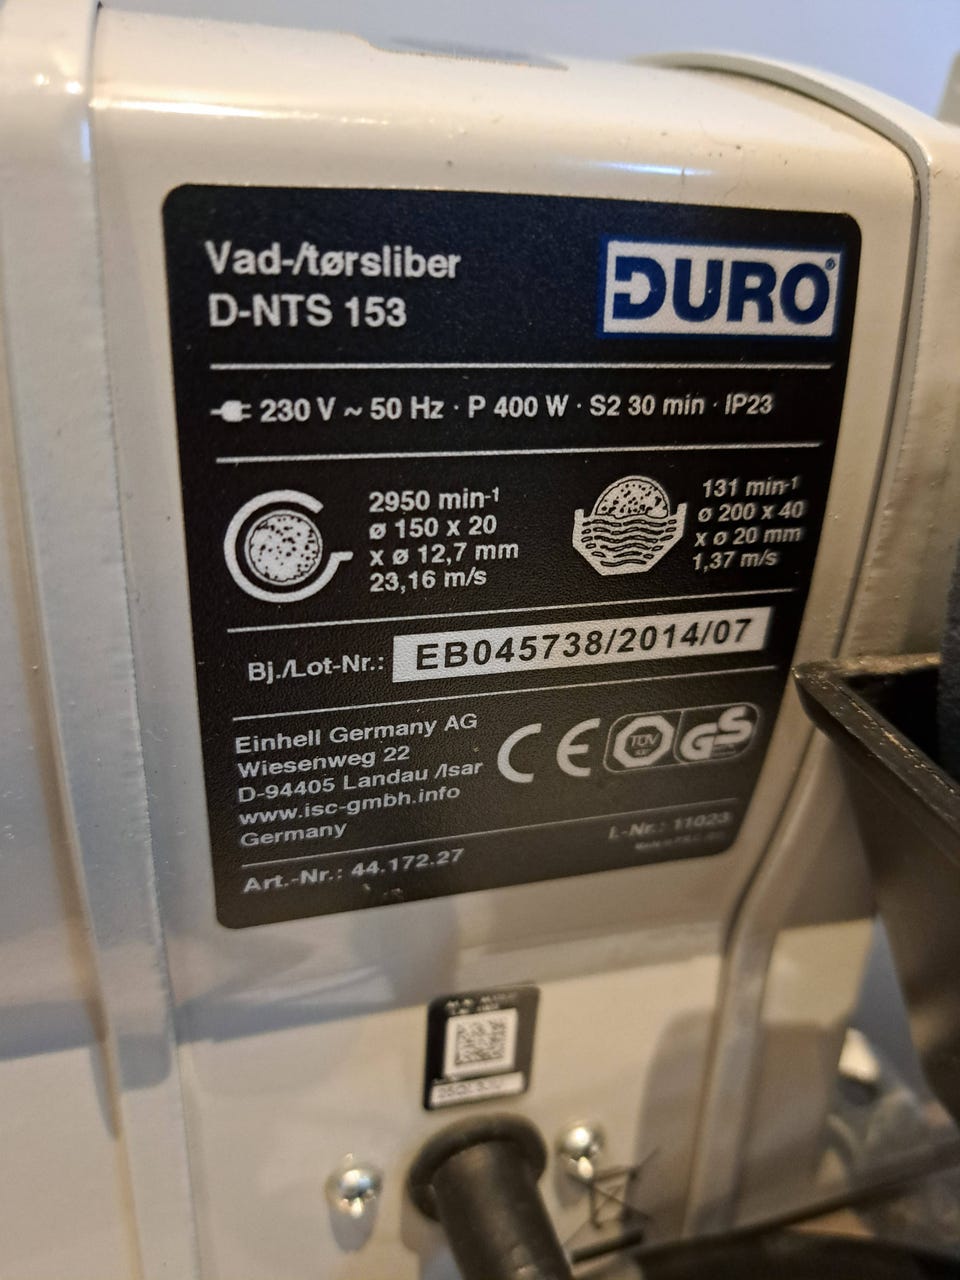 Vad-/tørsliber
D-NTS 153
DURO®
230 V ~ 50 Hz · P 400 W · S2 30 min · IP23
2950 min-1
ø 150 x 20
x ø 12,7 mm
23,16 m/s
131 min-1
ø 200 x 40
x ø 20 mm
1,37 m/s
Bj./Lot-Nr.: EB045738/2014/07
Einhell Germany AG
Wiesenweg 22
D-94405 Landau /Isar
www.isc-gmbh.info
Germany
CE TÜV GS
Art.-Nr.: 44.172.27
I.-Nr.: 11023